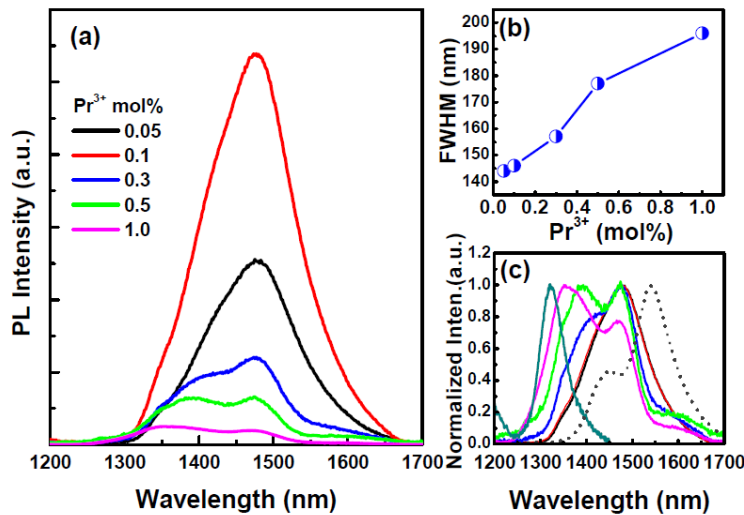 (a)
Pr³⁺ mol%
0.05
0.1
0.3
0.5
1.0
PL Intensity (a.u.)
1200 1300 1400 1500 1600 1700
Wavelength (nm)
(b)
200
190
180
170
160
150
140
FWHM (nm)
0.0 0.2 0.4 0.6 0.8 1.0
Pr³⁺ (mol%)
(c)
1.2
1.0
0.8
0.6
0.4
0.2
0.0
Normalized Inten.(a.u.)
1200 1300 1400 1500 1600 1700
Wavelength (nm)